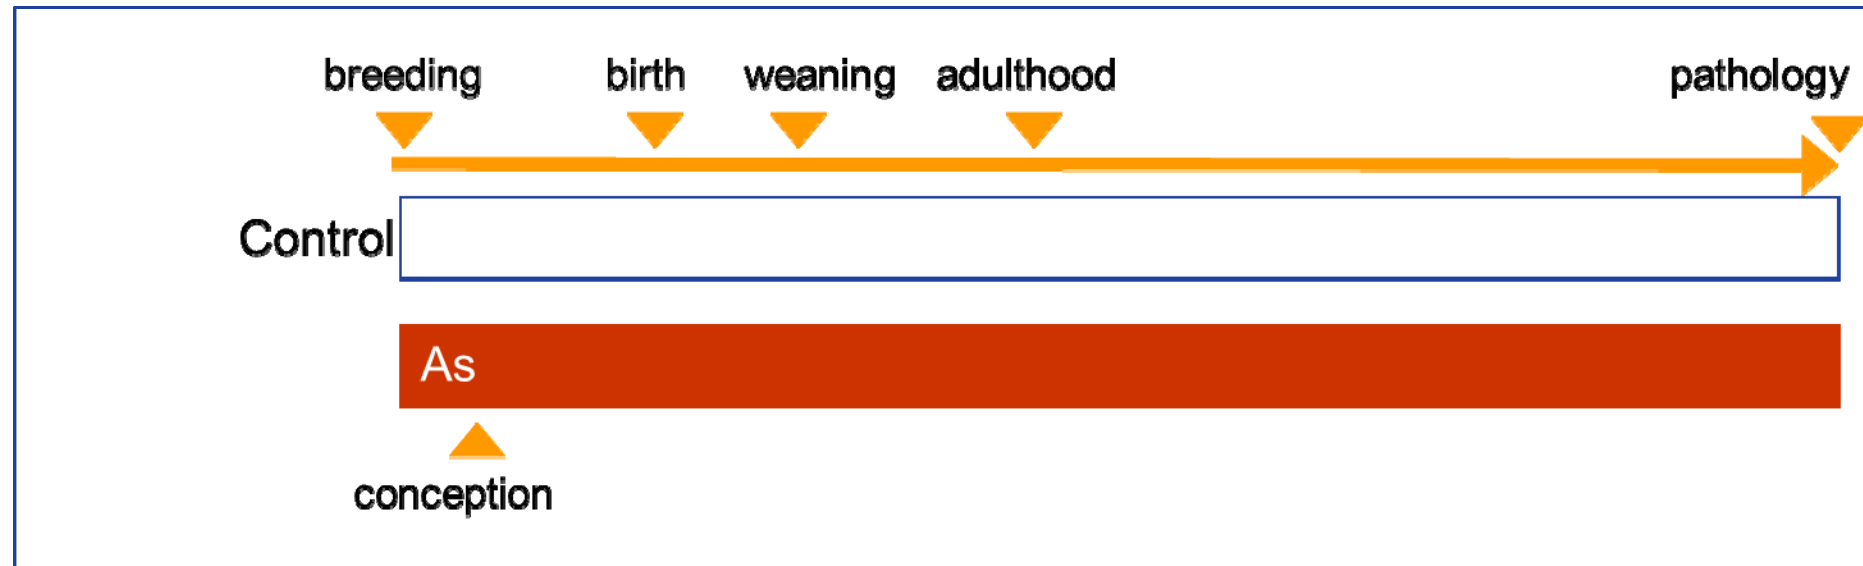 breeding birth weaning adulthood pathology
Control
As
conception